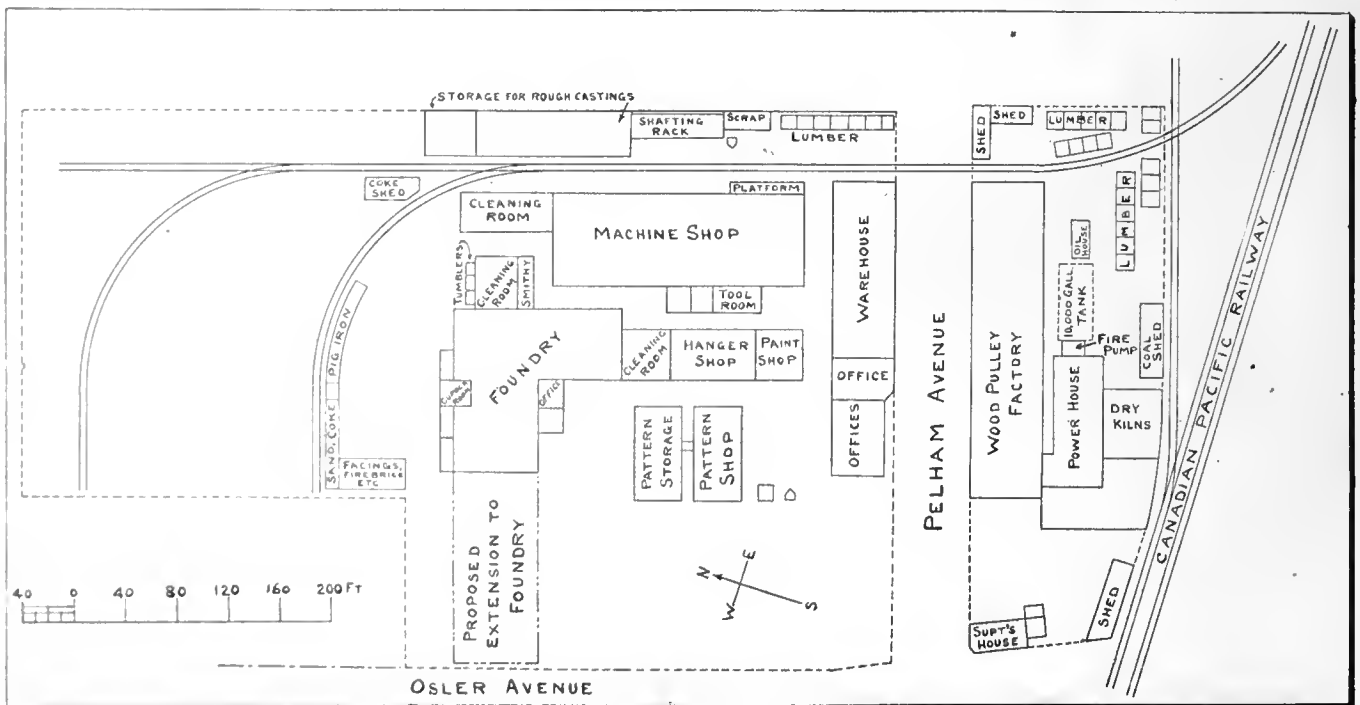 STORAGE FOR ROUGH CASTINGS
SHAFTING
RACK
SCRAP
LUMBER
SHED
SHED
LUMBER
COKE
SHED
CLEANING
ROOM
PLATFORM
MACHINE SHOP
TUMBLERS
CLEANING
ROOM
SMITHY
TOOL
ROOM
WAREHOUSE
OIL
HOUSE
LUMBER
10,000 GALL.
TANK
FIRE
PUMP
COAL
SHED
PIG IRON
SAND, COKE
FACINGS,
FIREBRICK
ETC
FOUNDRY
CUPOLA
ROOM
OFFICE
CLEANING
ROOM
HANGER
SHOP
PAINT
SHOP
OFFICE
OFFICES
PATTERN
STORAGE
PATTERN
SHOP
PELHAM AVENUE
WOOD PULLEY
FACTORY
POWER HOUSE
DRY
KILNS
CANADIAN PACIFIC RAILWAY
PROPOSED
EXTENSION TO
FOUNDRY
N
E
W
S
40 0 40 80 120 160 200 FT
SHED
SUPT'S
HOUSE
OSLER AVENUE